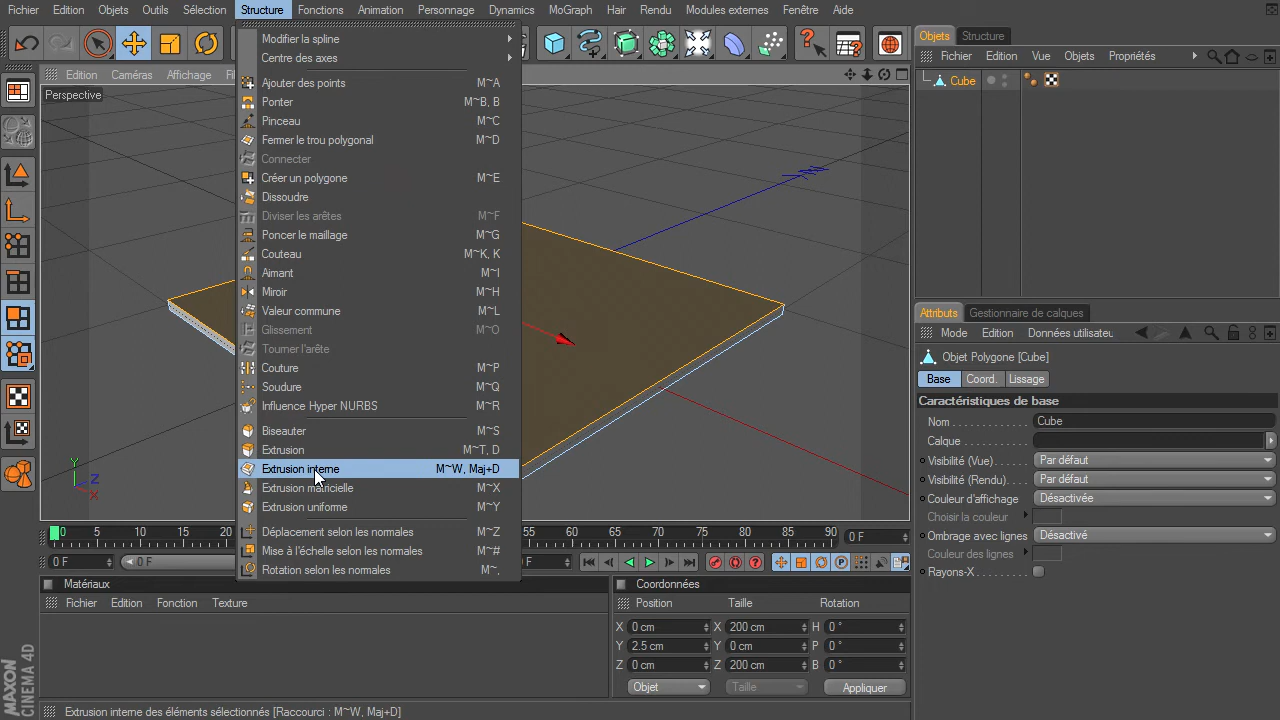 Fichier Edition Objets Outils Sélection Structure Fonctions Animation Personnage Dynamics MoGraph Hair Rendu Modules externes Fenêtre Aide
Edition Caméras Affichage
Perspective
Modifier la spline
Centre des axes
Ajouter des points M~A
Ponter M~B, B
Pinceau M~C
Fermer le trou polygonal M~D
Connecter
Créer un polygone M~E
Dissoudre
Diviser les arêtes M~F
Poncer le maillage M~G
Couteau M~K, K
Aimant M~I
Miroir M~H
Valeur commune M~L
Glissement M~O
Tourner l'arête
Couture M~P
Soudure M~Q
Influence Hyper NURBS M~R
Biseauter M~S
Extrusion M~T, D
Extrusion interne M~W, Maj+D
Extrusion matricielle M~X
Extrusion uniforme M~Y
Déplacement selon les normales M~Z
Mise à l'échelle selon les normales M~#
Rotation selon les normales M~,
Y
Z
X
0 5 10 15 20 55 60 65 70 75 80 85 90 0 F
0 F 0 F F
Matériaux
Fichier Edition Fonction Texture
Coordonnées
Position Taille Rotation
X 0 cm X 200 cm H 0 °
Y 2.5 cm Y 0 cm P 0 °
Z 0 cm Z 200 cm B 0 °
Objet Taille Appliquer
Objets Structure
Fichier Edition Vue Objets Propriétés
Cube
Attributs Gestionnaire de calques
Mode Edition Données utilisateu
Objet Polygone [Cube]
Base Coord. Lissage
Caractéristiques de base
Nom Cube
Calque
Visibilité (Vue) Par défaut
Visibilité (Rendu) Par défaut
Couleur d'affichage Désactivée
Choisir la couleur
Ombrage avec lignes Désactivé
Couleur des lignes
Rayons-X
MAXON
CINEMA 4D
Extrusion interne des éléments sélectionnés [Raccourci : M~W, Maj+D]